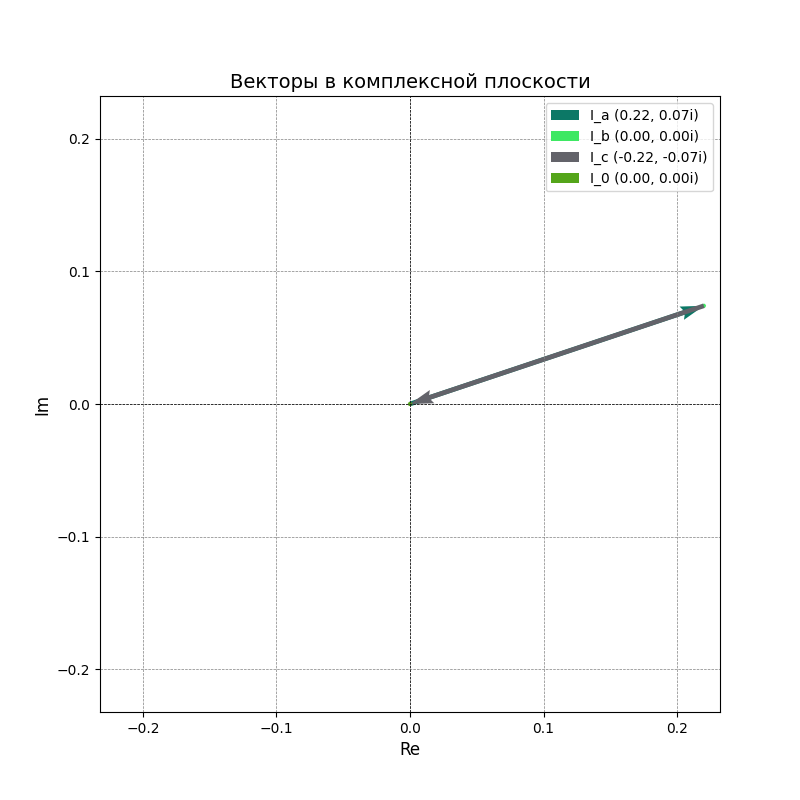 Векторы в комплексной плоскости
I_a (0.22, 0.07i)
I_b (0.00, 0.00i)
I_c (-0.22, -0.07i)
I_0 (0.00, 0.00i)
0.2
0.1
0.0
−0.1
−0.2
Im
−0.2
−0.1
0.0
0.1
0.2
Re